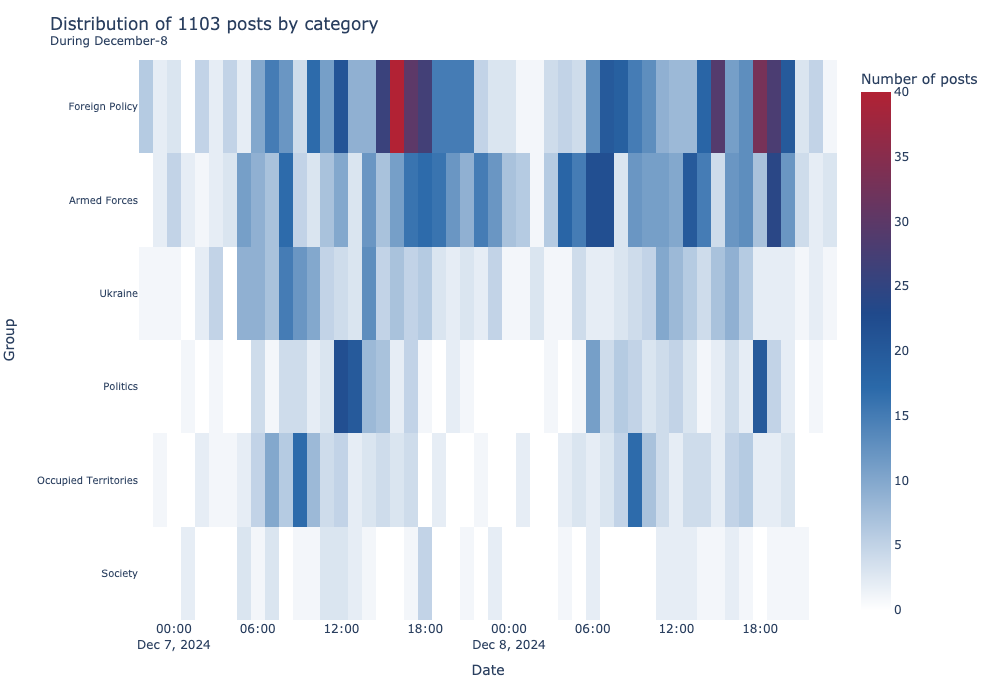 Distribution of 1103 posts by category
During December-8
Number of posts
40
35
30
25
20
15
10
5
0
Group
Foreign Policy
Armed Forces
Ukraine
Politics
Occupied Territories
Society
00:00 06:00 12:00 18:00 00:00 06:00 12:00 18:00
Dec 7, 2024 Dec 8, 2024
Date